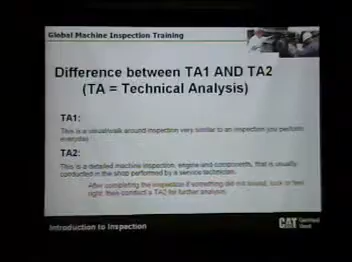 Global Machine Inspection Training
Difference between TA1 AND TA2
(TA = Technical Analysis)
TA1:
This is a visual/walk around inspection very similar to an inspection you perform
everyday.
TA2:
This is a detailed machine inspection, engine and components, that is usually
conducted in the shop performed by a service technician.
After completing the inspection if something did not sound, look or feel
right, then conduct a TA2 for further analysis.
Introduction to Inspection
CAT